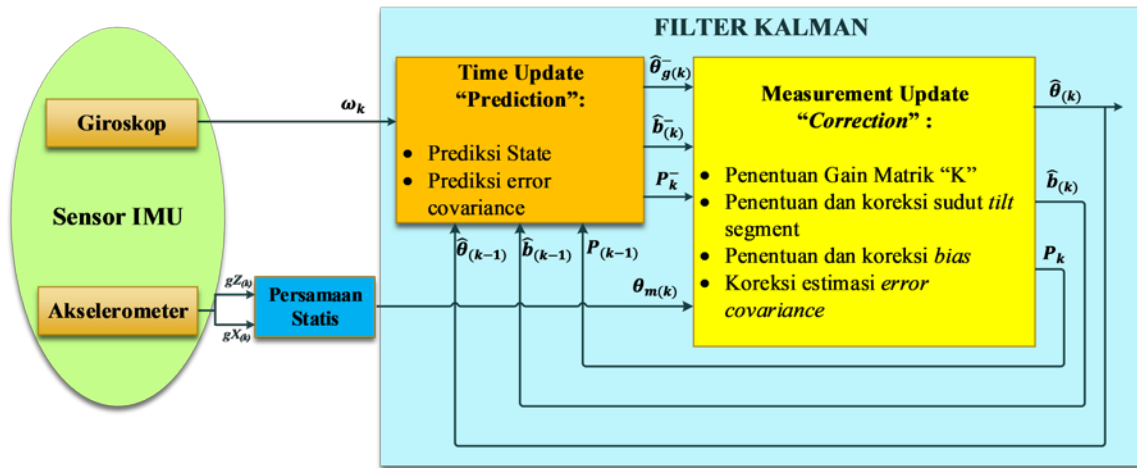 FILTER KALMAN
Sensor IMU
Giroskop
Akselerometer
ωₖ
gZ₍ₖ₎
gX₍ₖ₎
Persamaan
Statis
Time Update
“Prediction”:
• Prediksi State
• Prediksi error
covariance
θ̂⁻g(k)
b̂⁻(k)
P⁻k
θ̂(k−1)
b̂(k−1)
P(k−1)
θm(k)
Measurement Update
“Correction” :
• Penentuan Gain Matrik “K”
• Penentuan dan koreksi sudut tilt
segment
• Penentuan dan koreksi bias
• Koreksi estimasi error
covariance
θ̂(k)
b̂(k)
Pk